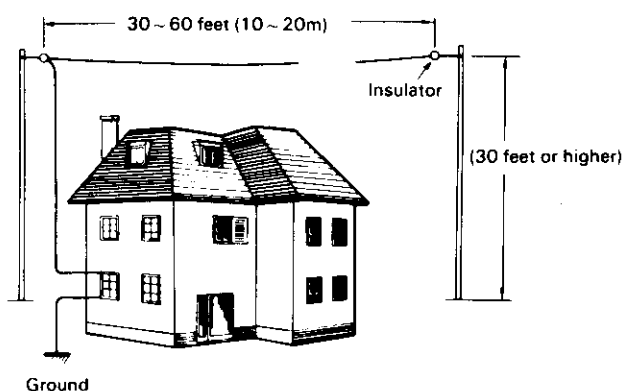 30~60 feet (10~20m)
Insulator
(30 feet or higher)
Ground